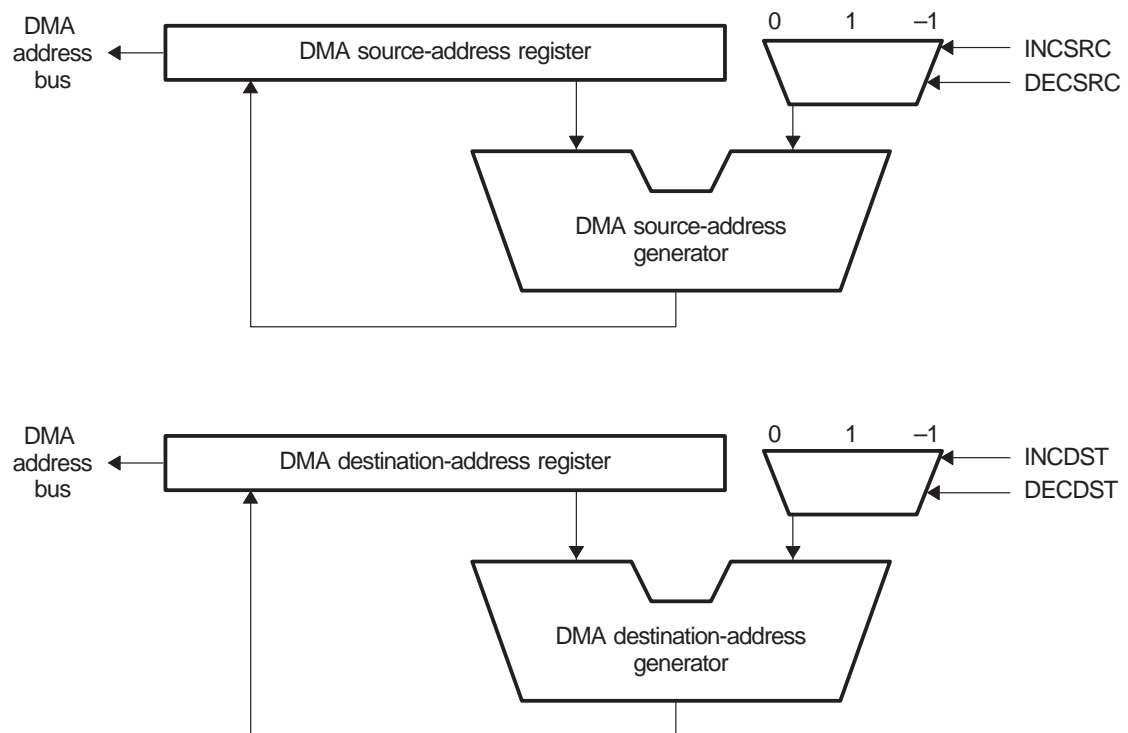 DMA
address
bus
DMA source-address register
0 1 –1
INCSRC
DECSRC
DMA source-address
generator
DMA
address
bus
DMA destination-address register
0 1 –1
INCDST
DECDST
DMA destination-address
generator